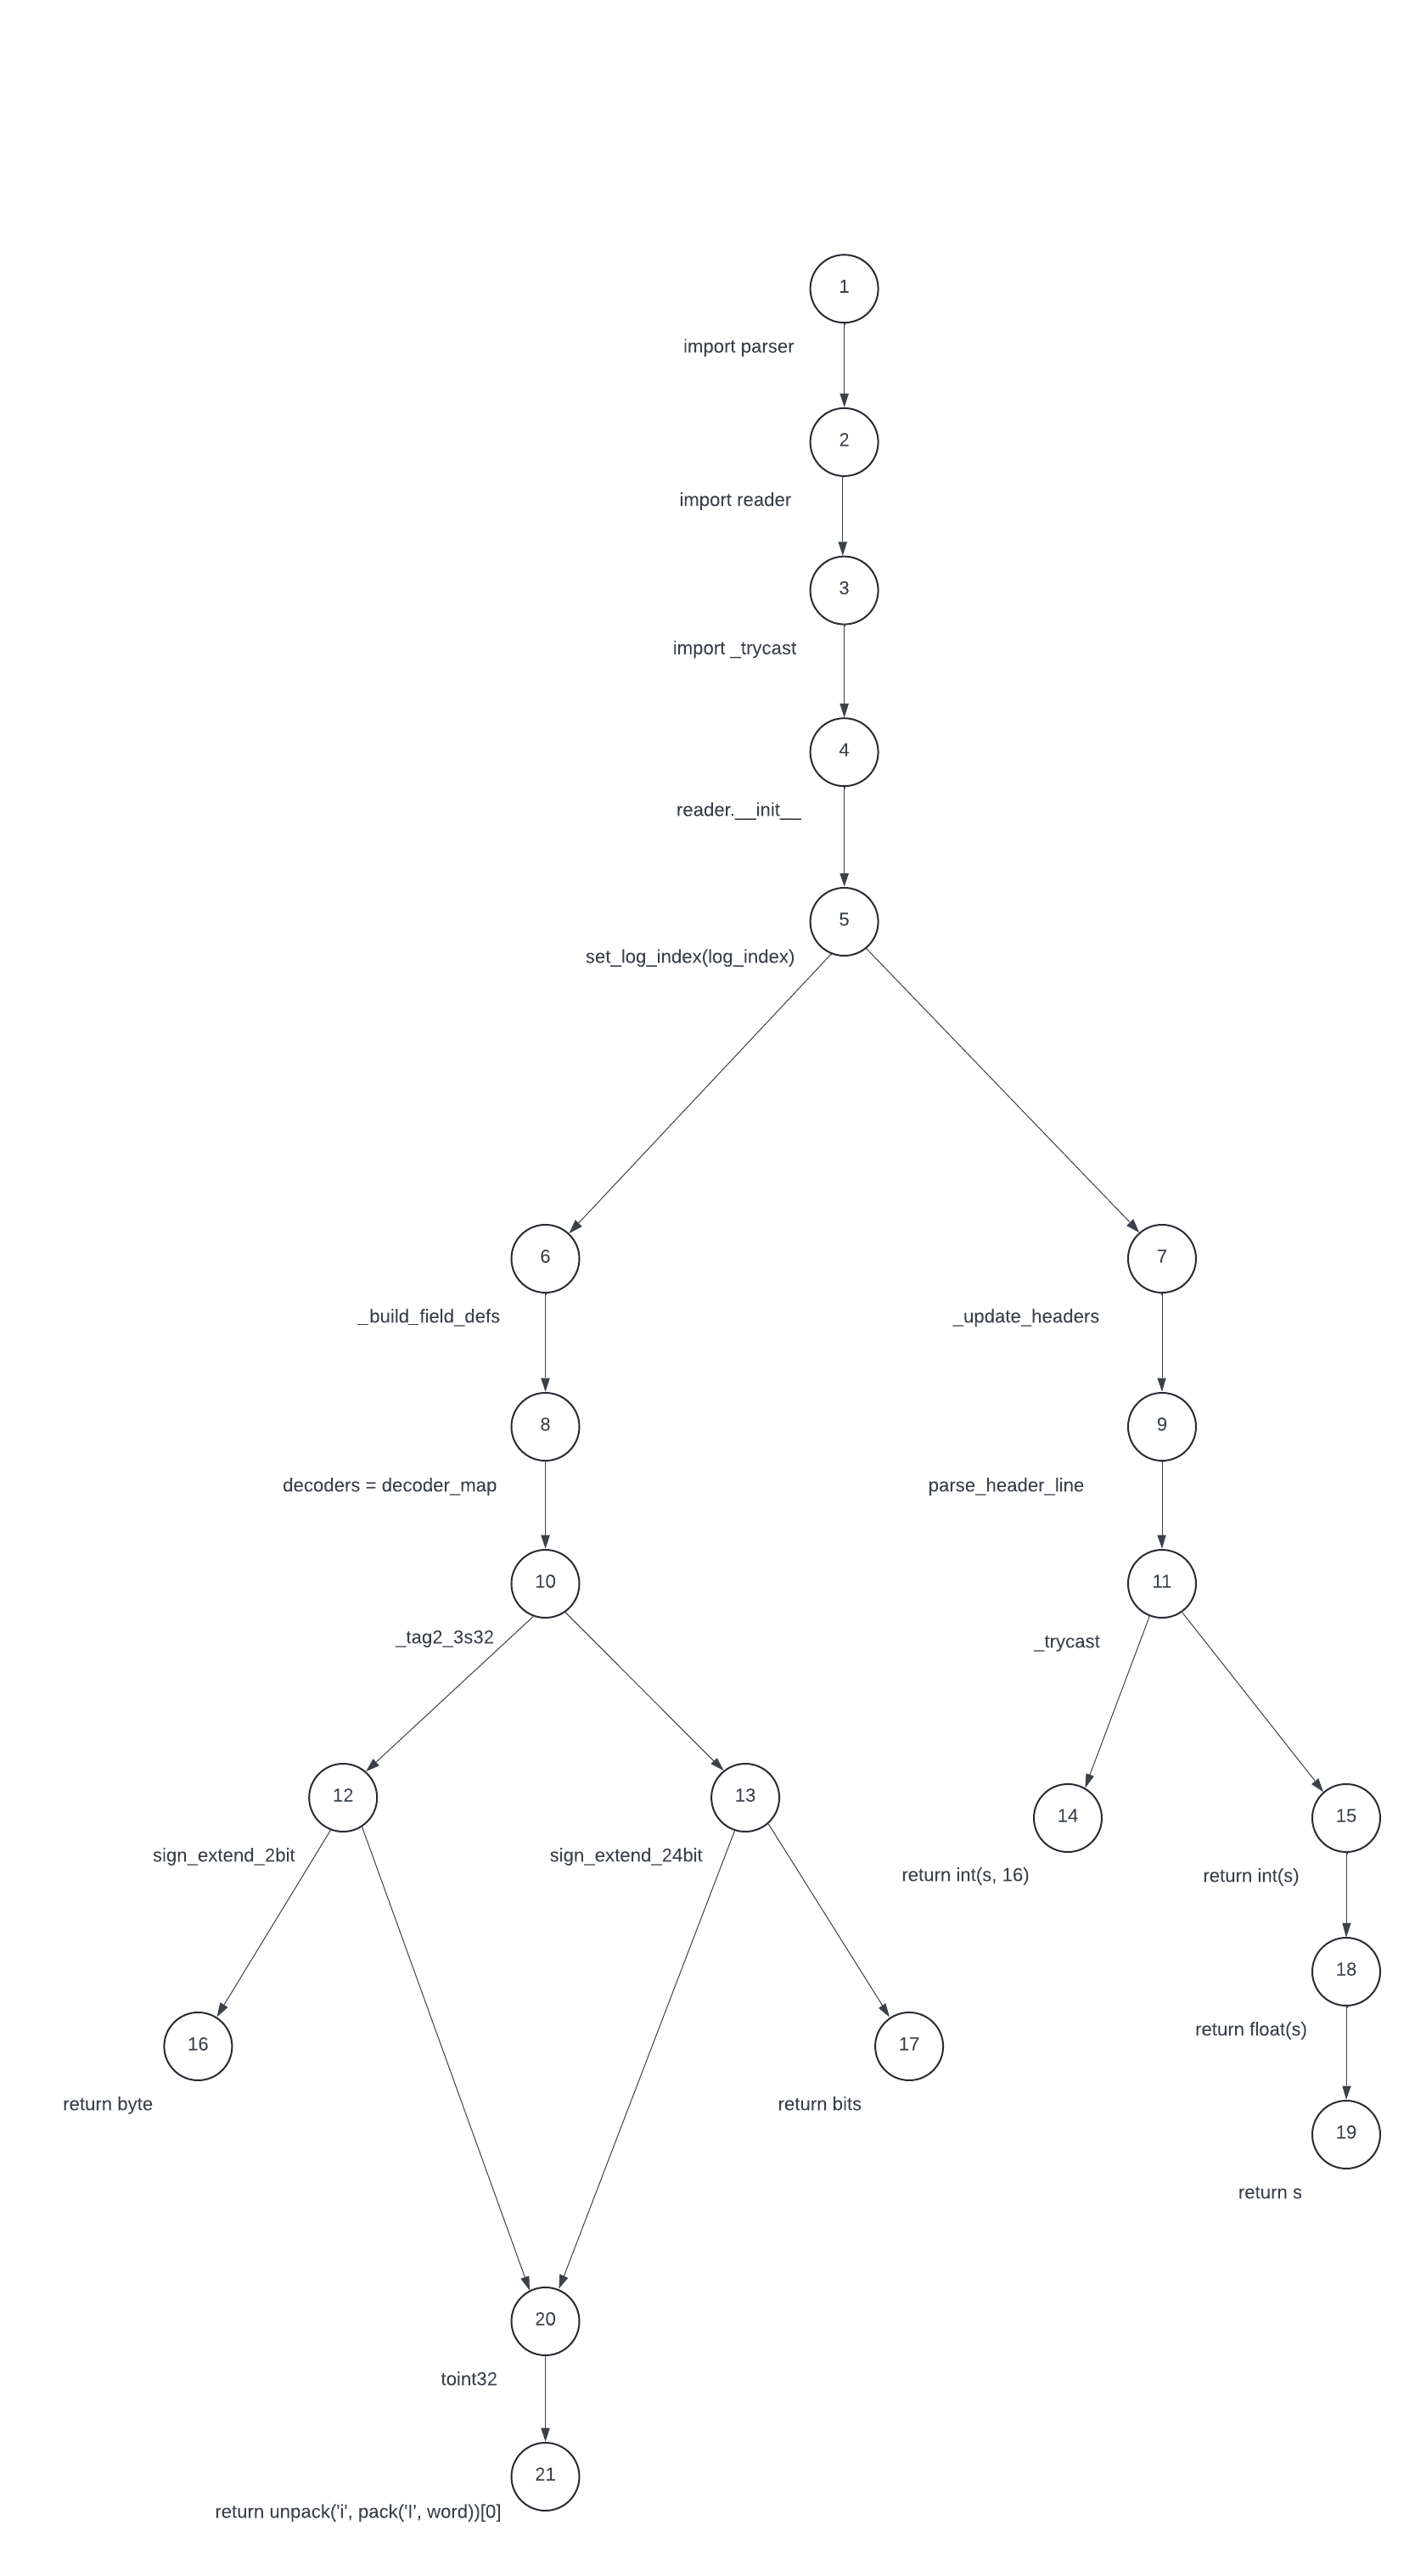 1
import parser
2
import reader
3
import _trycast
4
reader.__init__
5
set_log_index(log_index)
6
7
_build_field_defs
_update_headers
8
9
decoders = decoder_map
parse_header_line
10
11
_tag2_3s32
_trycast
12
13
14
15
sign_extend_2bit
sign_extend_24bit
return int(s, 16)
return int(s)
18
return float(s)
16
17
return byte
return bits
19
return s
20
toint32
21
return unpack('i', pack('I', word))[0]